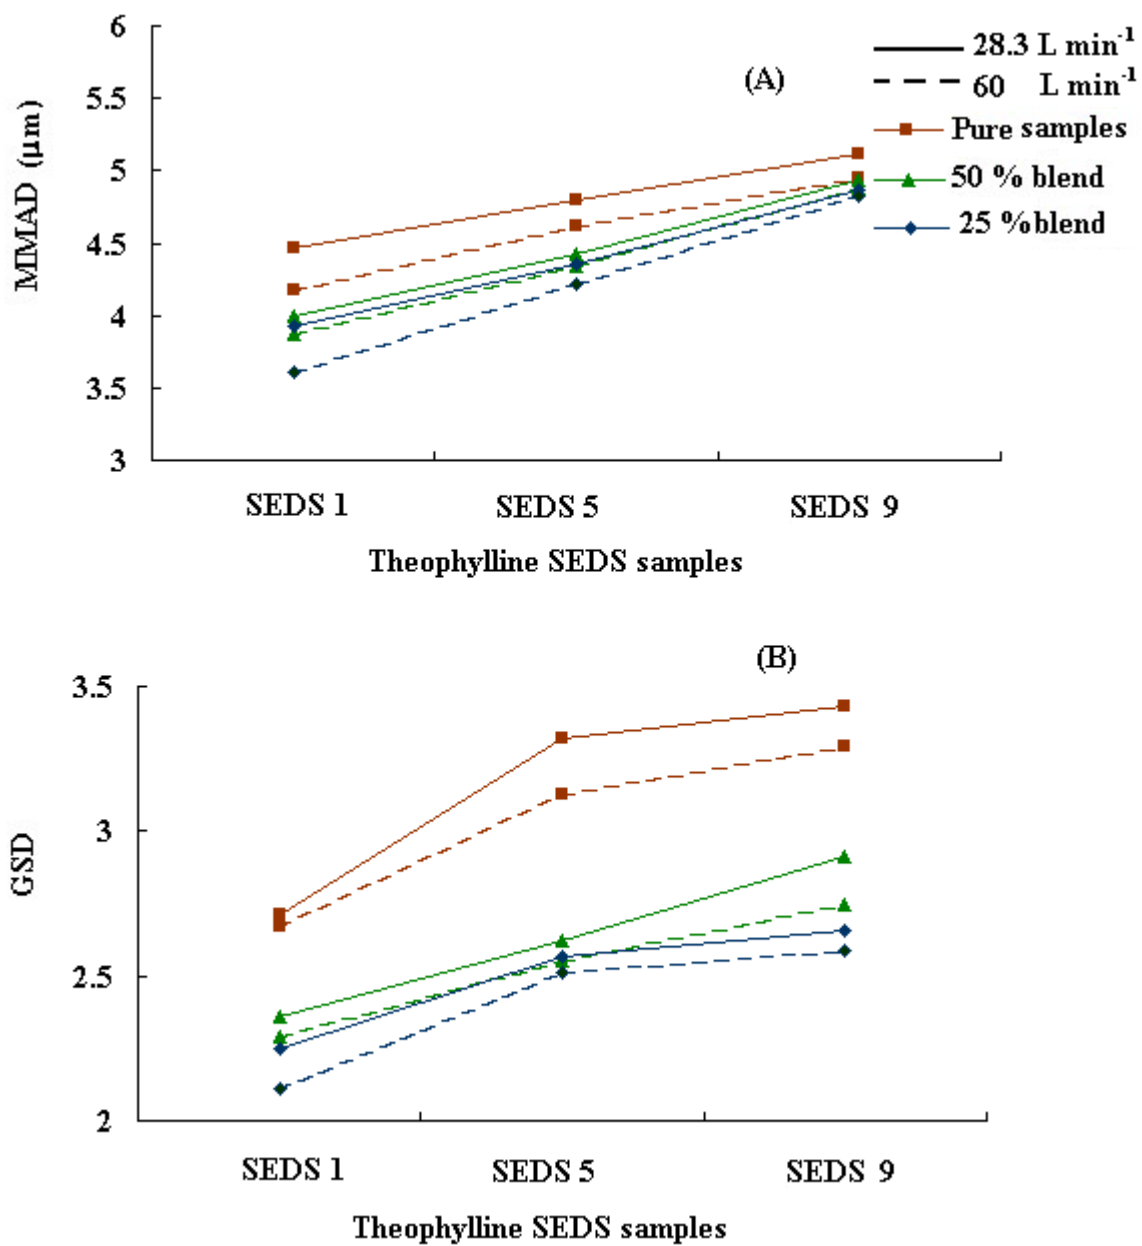 6
(A)
28.3 L min-1
60 L min-1
5.5
Pure samples
5
50 % blend
25 %blend
4.5
4
3.5
3
MMAD (μm)
SEDS 1 SEDS 5 SEDS 9
Theophylline SEDS samples
(B)
3.5
3
2.5
2
GSD
SEDS 1 SEDS 5 SEDS 9
Theophylline SEDS samples